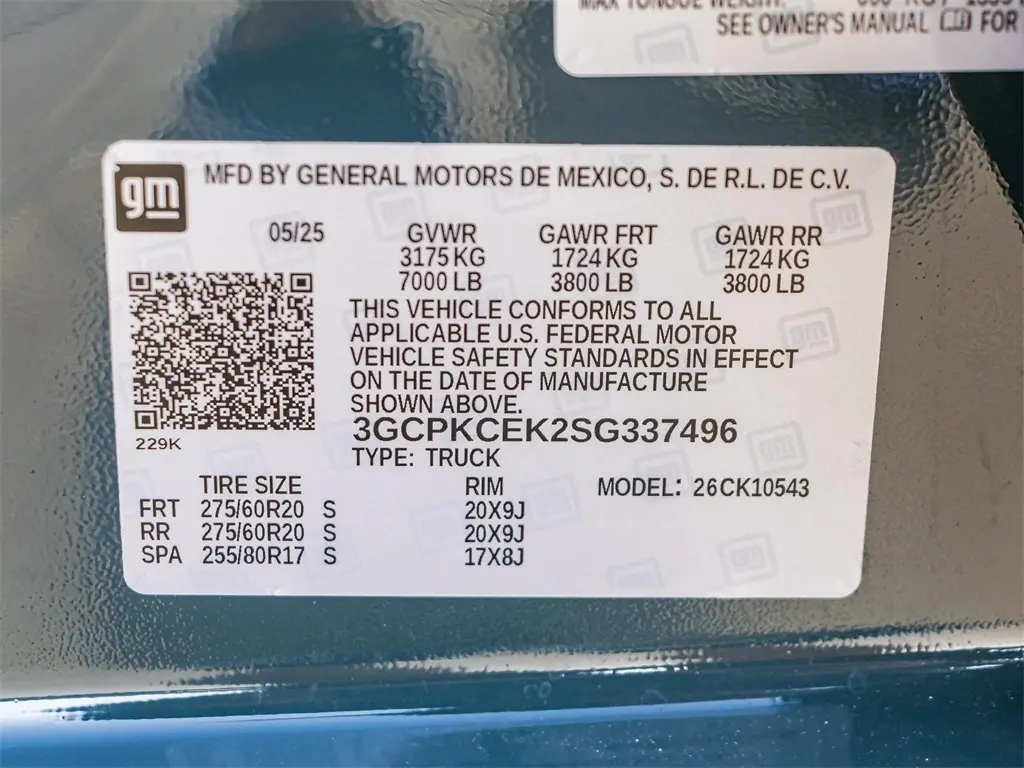 SEE OWNER'S MANUAL FOR
gm
MFD BY GENERAL MOTORS DE MEXICO, S. DE R.L. DE C.V.
05/25 GVWR GAWR FRT GAWR RR
3175 KG 1724 KG 1724 KG
7000 LB 3800 LB 3800 LB
THIS VEHICLE CONFORMS TO ALL
APPLICABLE U.S. FEDERAL MOTOR
VEHICLE SAFETY STANDARDS IN EFFECT
ON THE DATE OF MANUFACTURE
SHOWN ABOVE.
229K
3GCPKCEK2SG337496
TYPE: TRUCK
TIRE SIZE RIM MODEL: 26CK10543
FRT 275/60R20 S 20X9J
RR 275/60R20 S 20X9J
SPA 255/80R17 S 17X8J